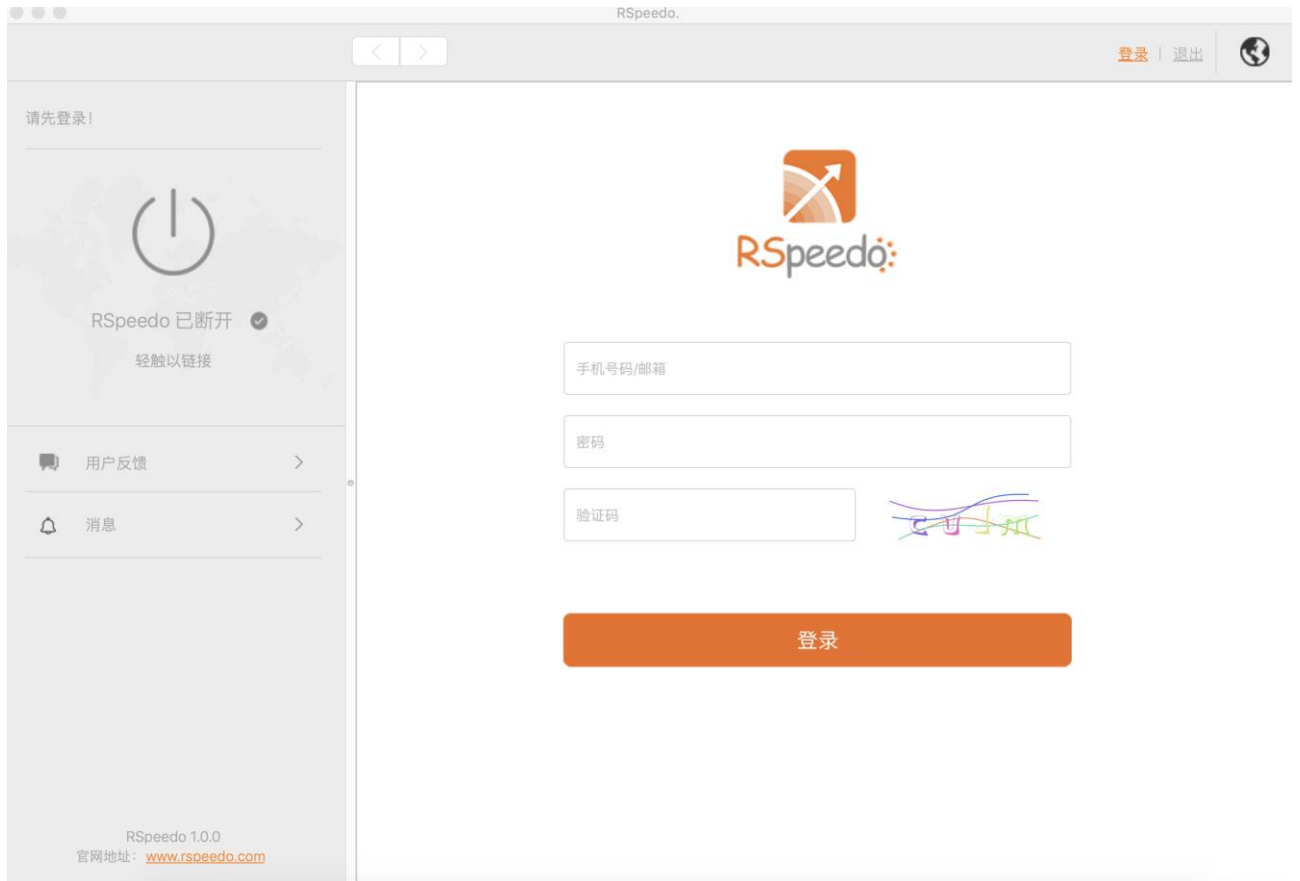 RSpeedo.
登录 | 退出
请先登录!
RSpeedo 已断开
轻触以链接
用户反馈
消息
RSpeedo 1.0.0
官网地址: www.rspeedo.com
RSpeedo
手机号码/邮箱
密码
验证码
登录